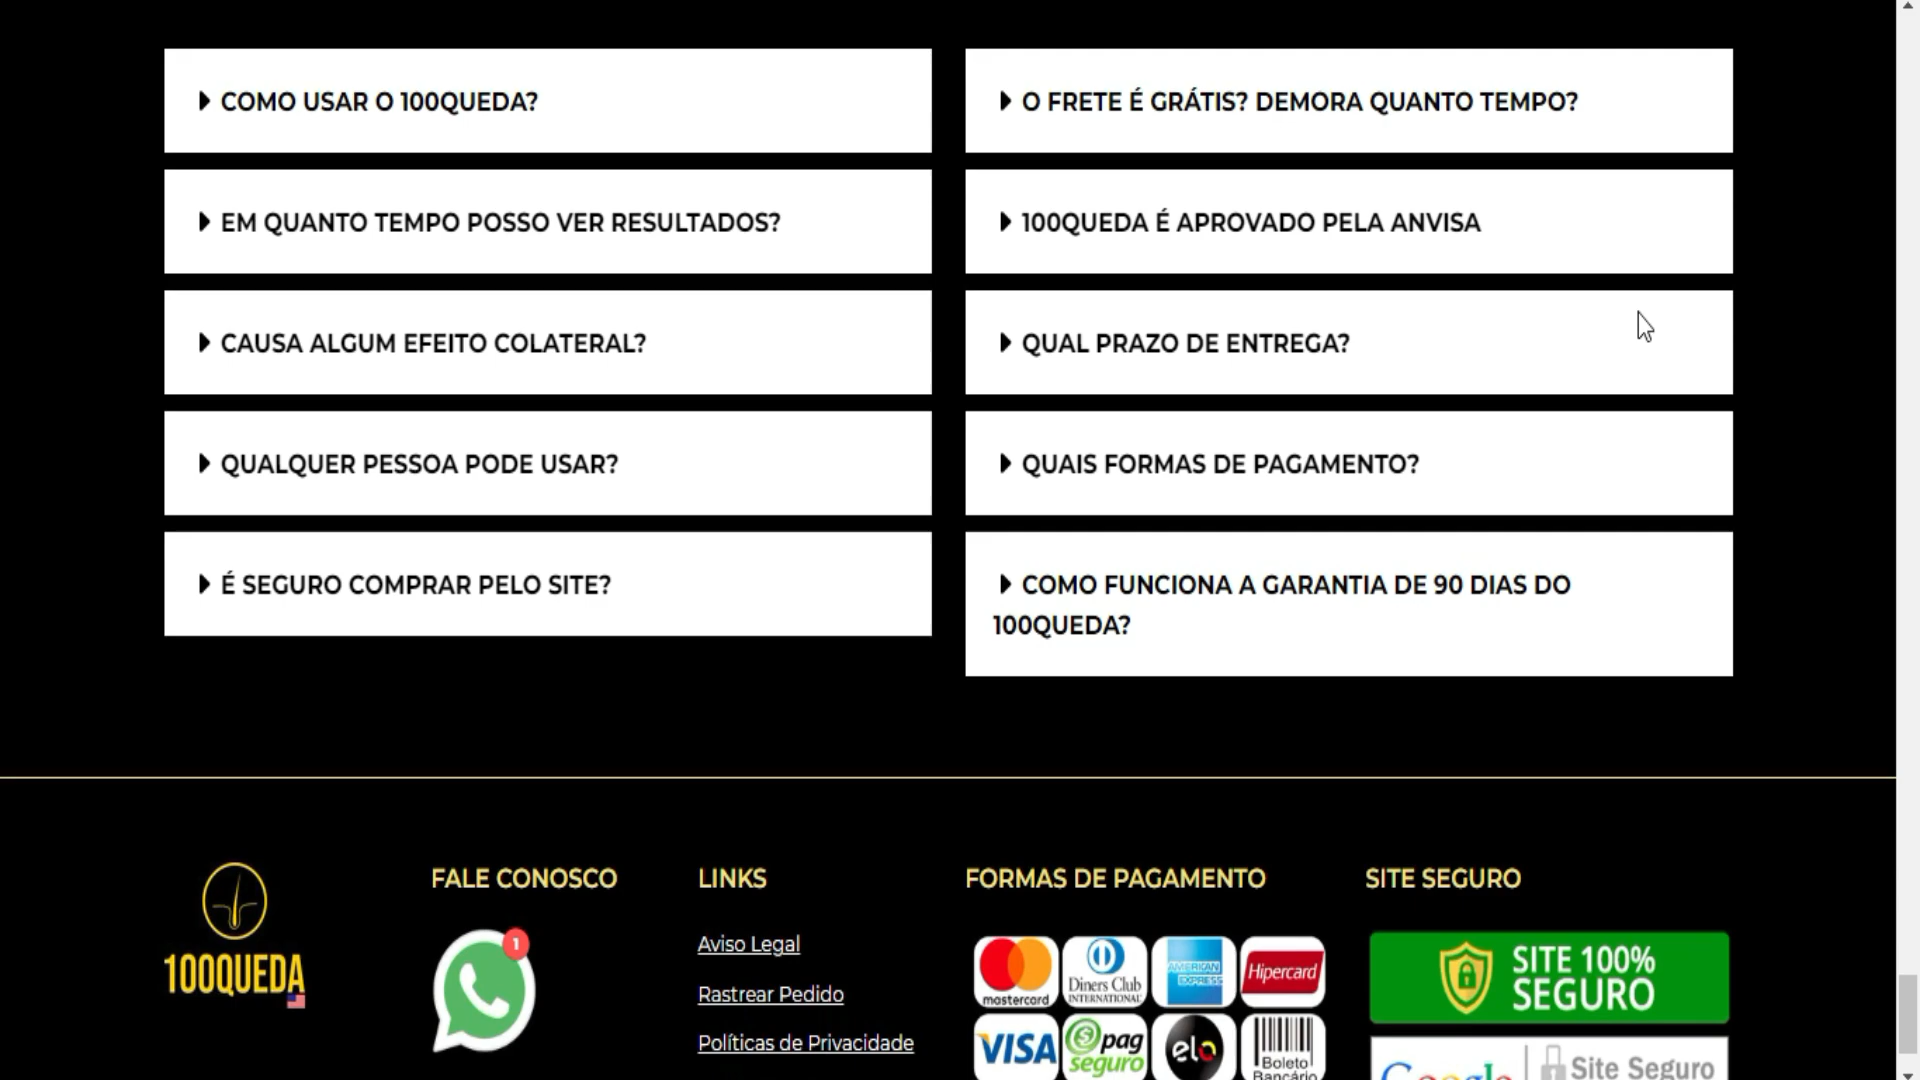 COMO USAR O 100QUEDA?
EM QUANTO TEMPO POSSO VER RESULTADOS?
CAUSA ALGUM EFEITO COLATERAL?
QUALQUER PESSOA PODE USAR?
É SEGURO COMPRAR PELO SITE?
O FRETE É GRÁTIS? DEMORA QUANTO TEMPO?
100QUEDA É APROVADO PELA ANVISA
QUAL PRAZO DE ENTREGA?
QUAIS FORMAS DE PAGAMENTO?
COMO FUNCIONA A GARANTIA DE 90 DIAS DO
100QUEDA?
100QUEDA
FALE CONOSCO
1
LINKS
Aviso Legal
Rastrear Pedido
Políticas de Privacidade
FORMAS DE PAGAMENTO
mastercard
Diners Club
INTERNATIONAL
AMERICAN
EXPRESS
Hipercard
VISA
pag
seguro
elo
Boleto
Bancário
SITE SEGURO
SITE 100%
SEGURO
Google
Site Seguro